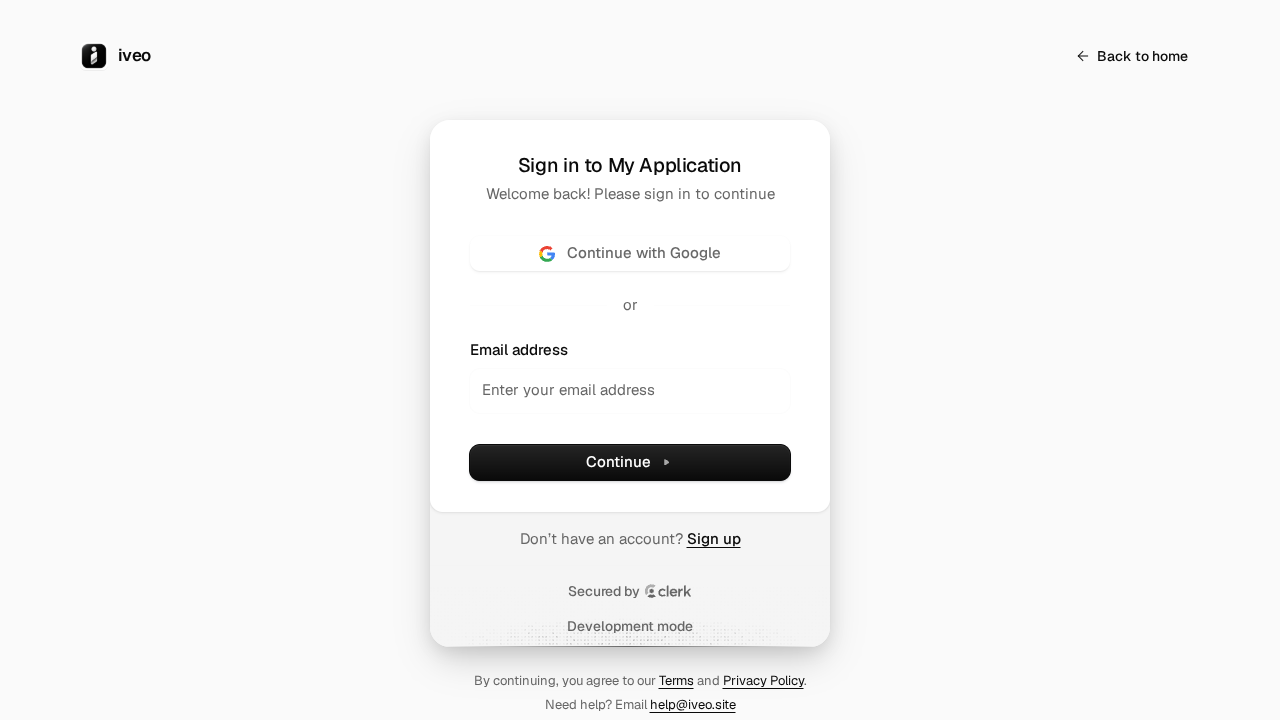 iveo
Back to home
Sign in to My Application
Welcome back! Please sign in to continue
Continue with Google
or
Email address
Enter your email address
Continue
Don't have an account? Sign up
Secured by clerk
Development mode
By continuing, you agree to our Terms and Privacy Policy.
Need help? Email help@iveo.site